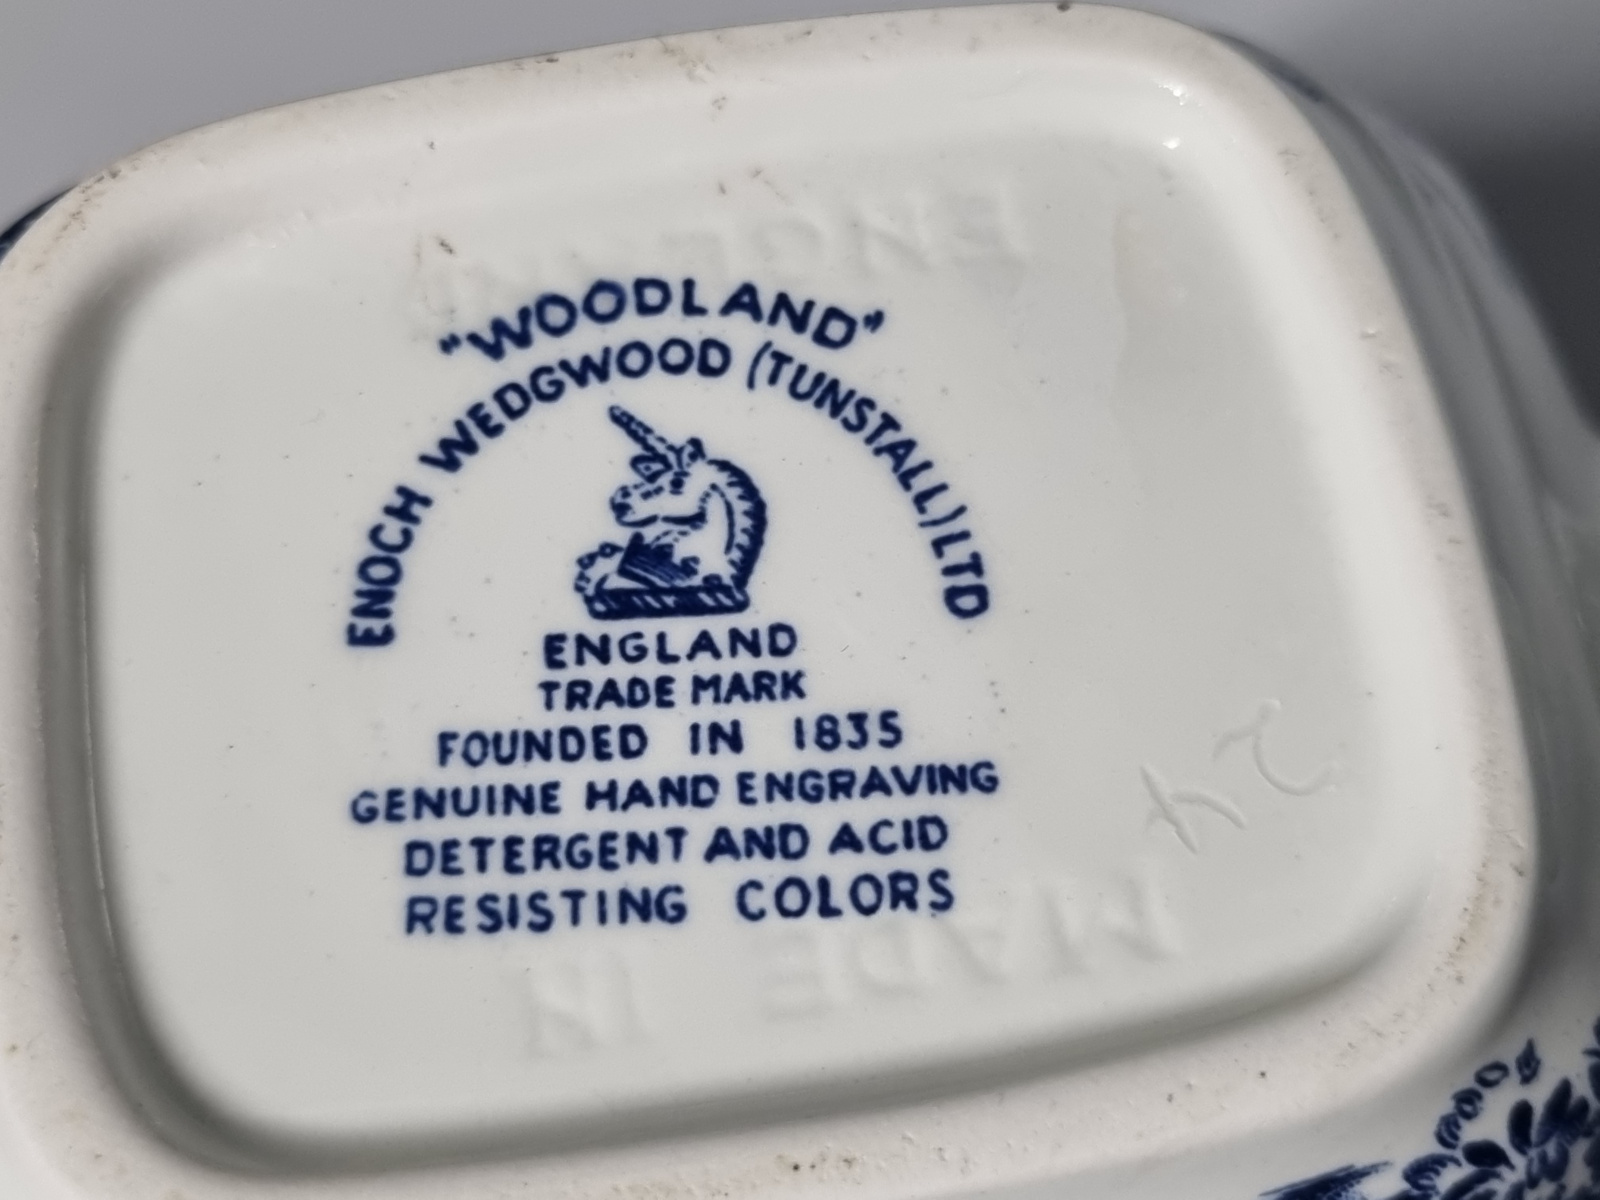 "WOODLAND"
ENOCH WEDGWOOD (TUNSTALL) LTD
ENGLAND
TRADE MARK
FOUNDED IN 1835
GENUINE HAND ENGRAVING
DETERGENT AND ACID
RESISTING COLORS
MADE IN
ENGLAND